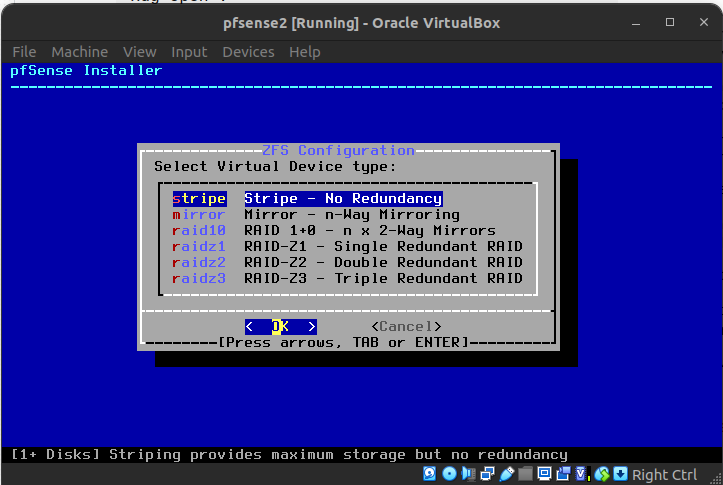 pfsense2 [Running] - Oracle VirtualBox
File Machine View Input Devices Help
pfSense Installer
ZFS Configuration
Select Virtual Device type:
stripe Stripe - No Redundancy
mirror Mirror - n-Way Mirroring
raid10 RAID 1+0 - n x 2-Way Mirrors
raidz1 RAID-Z1 - Single Redundant RAID
raidz2 RAID-Z2 - Double Redundant RAID
raidz3 RAID-Z3 - Triple Redundant RAID
< OK > <Cancel>
[Press arrows, TAB or ENTER]
[1+ Disks] Striping provides maximum storage but no redundancy
Right Ctrl